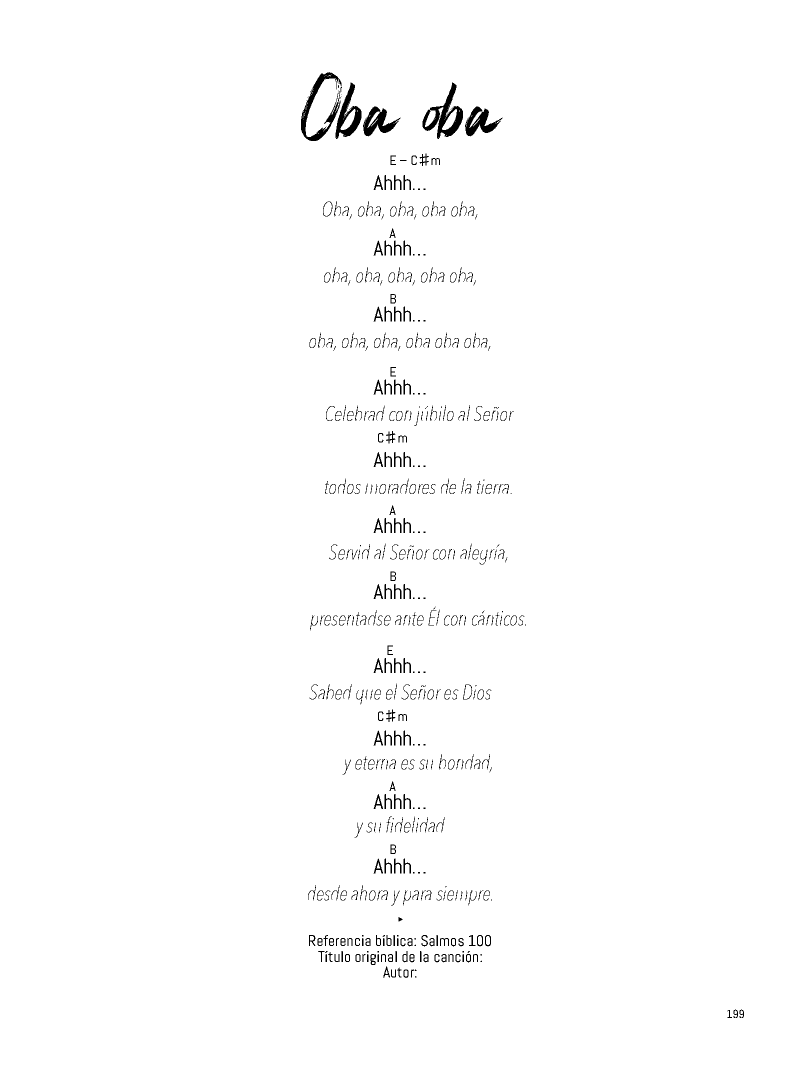 Oba oba
E – C♯m
Ahhh...
Oba, oba, oba, oba oba,
A
Ahhh...
oba, oba, oba, oba oba,
B
Ahhh...
oba, oba, oba, oba oba oba,
E
Ahhh...
Celebrad con júbilo al Señor
C♯m
Ahhh...
todos moradores de la tierra.
A
Ahhh...
Servid al Señor con alegría,
B
Ahhh...
presentadse ante Él con cánticos.
E
Ahhh...
Sabed que el Señor es Dios
C♯m
Ahhh...
y eterna es su bondad,
A
Ahhh...
y su fidelidad
B
Ahhh...
desde ahora y para siempre.
Referencia bíblica: Salmos 100
Título original de la canción:
Autor:
199